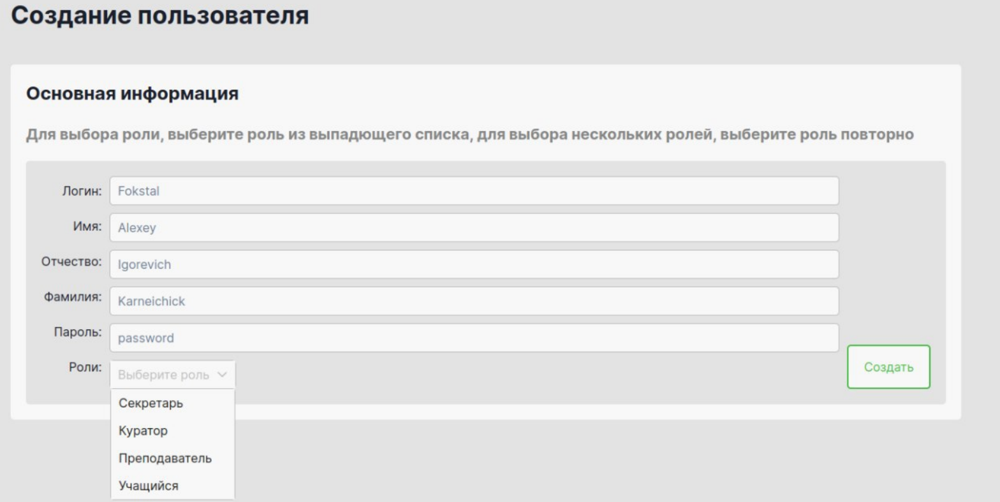 Создание пользователя
Основная информация
Для выбора роли, выберите роль из выпадющего списка, для выбора нескольких ролей, выберите роль повторно
Логин: Fokstal
Имя: Alexey
Отчество: Igorevich
Фамилия: Karneichick
Пароль: password
Роли: Выберите роль
Создать
Секретарь
Куратор
Преподаватель
Учащийся